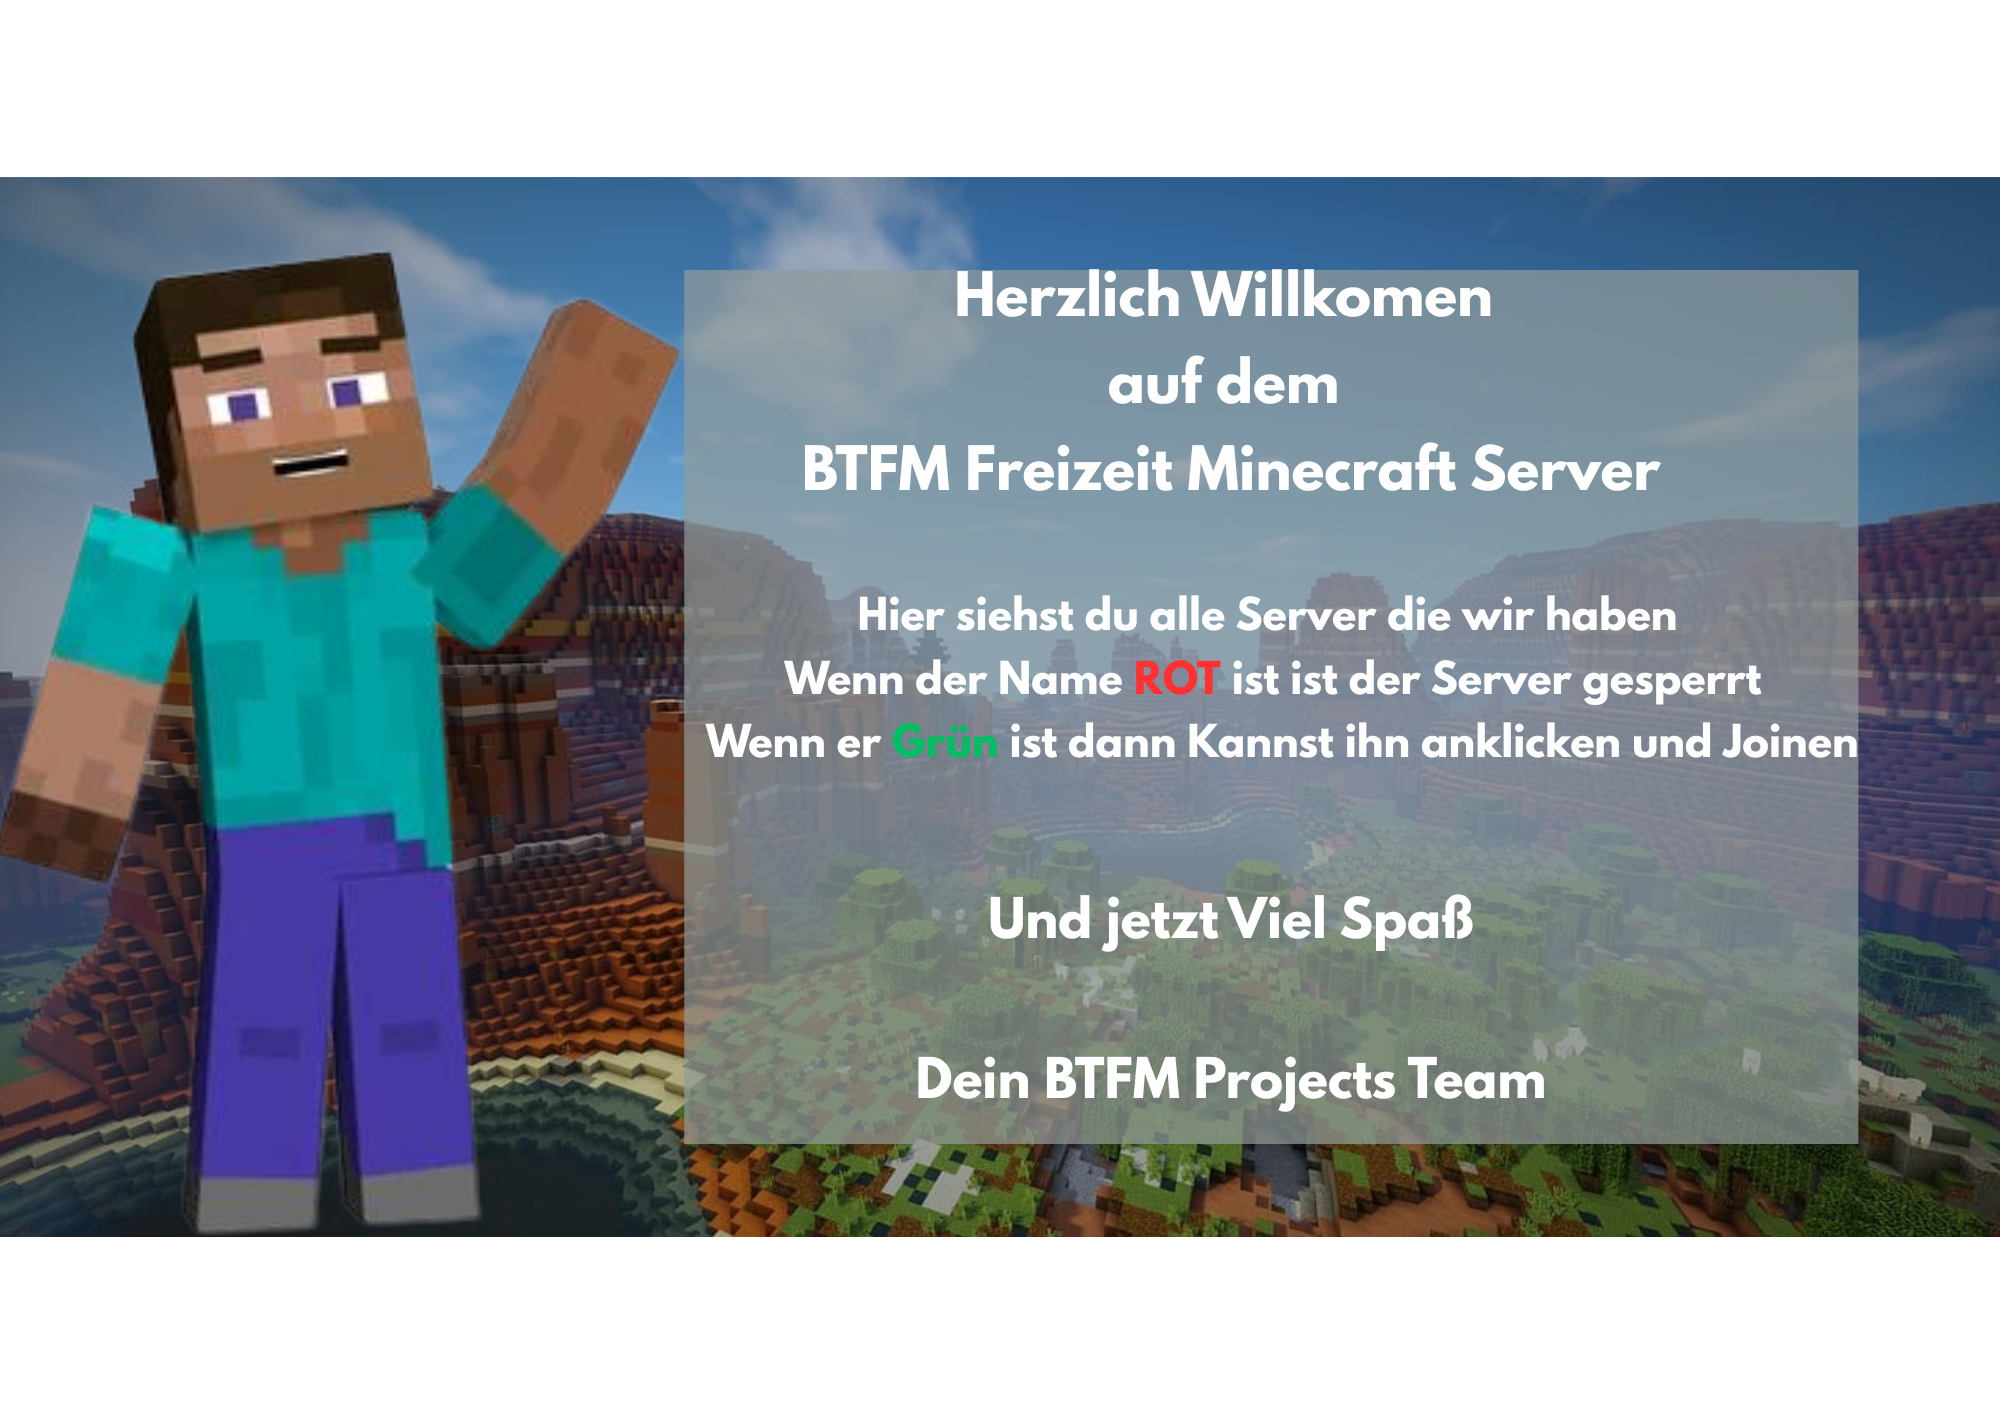 Herzlich Willkomen
auf dem
BTFM Freizeit Minecraft Server
Hier siehst du alle Server die wir haben
Wenn der Name ROT ist ist der Server gesperrt
Wenn er Grün ist dann Kannst ihn anklicken und Joinen
Und jetzt Viel Spaß
Dein BTFM Projects Team